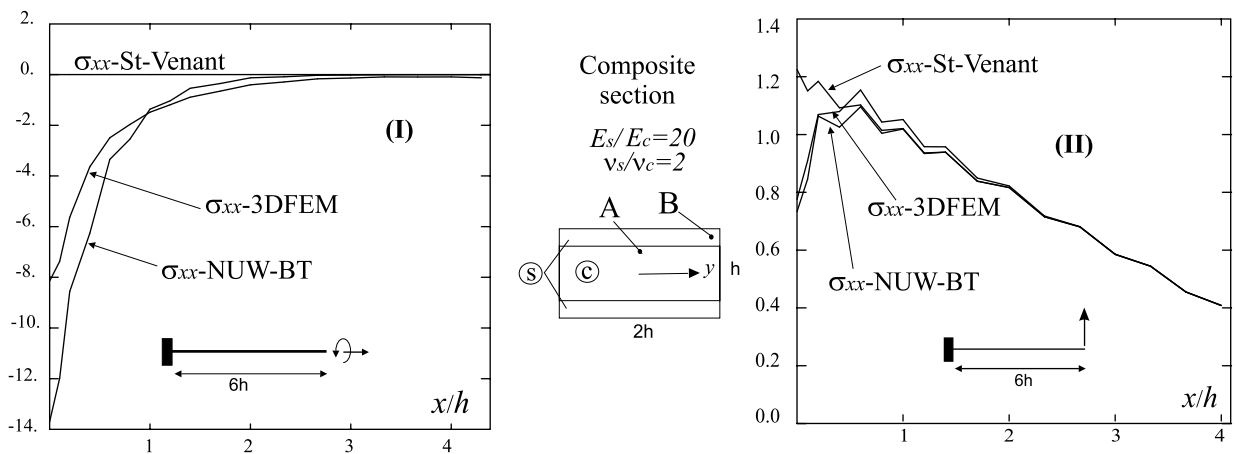 2.
0.
-2.
-4.
-6.
-8.
-10.
-12.
-14.
σxx-St-Venant
(I)
σxx-3DFEM
σxx-NUW-BT
6h
x/h
1
2
3
4
Composite
section
Es/Ec=20
νs/νc=2
A
B
s
c
y
h
2h
1.4
1.2
1.0
0.8
0.6
0.4
0.2
0.0
σxx-St-Venant
(II)
σxx-3DFEM
σxx-NUW-BT
6h
x/h
1
2
3
4